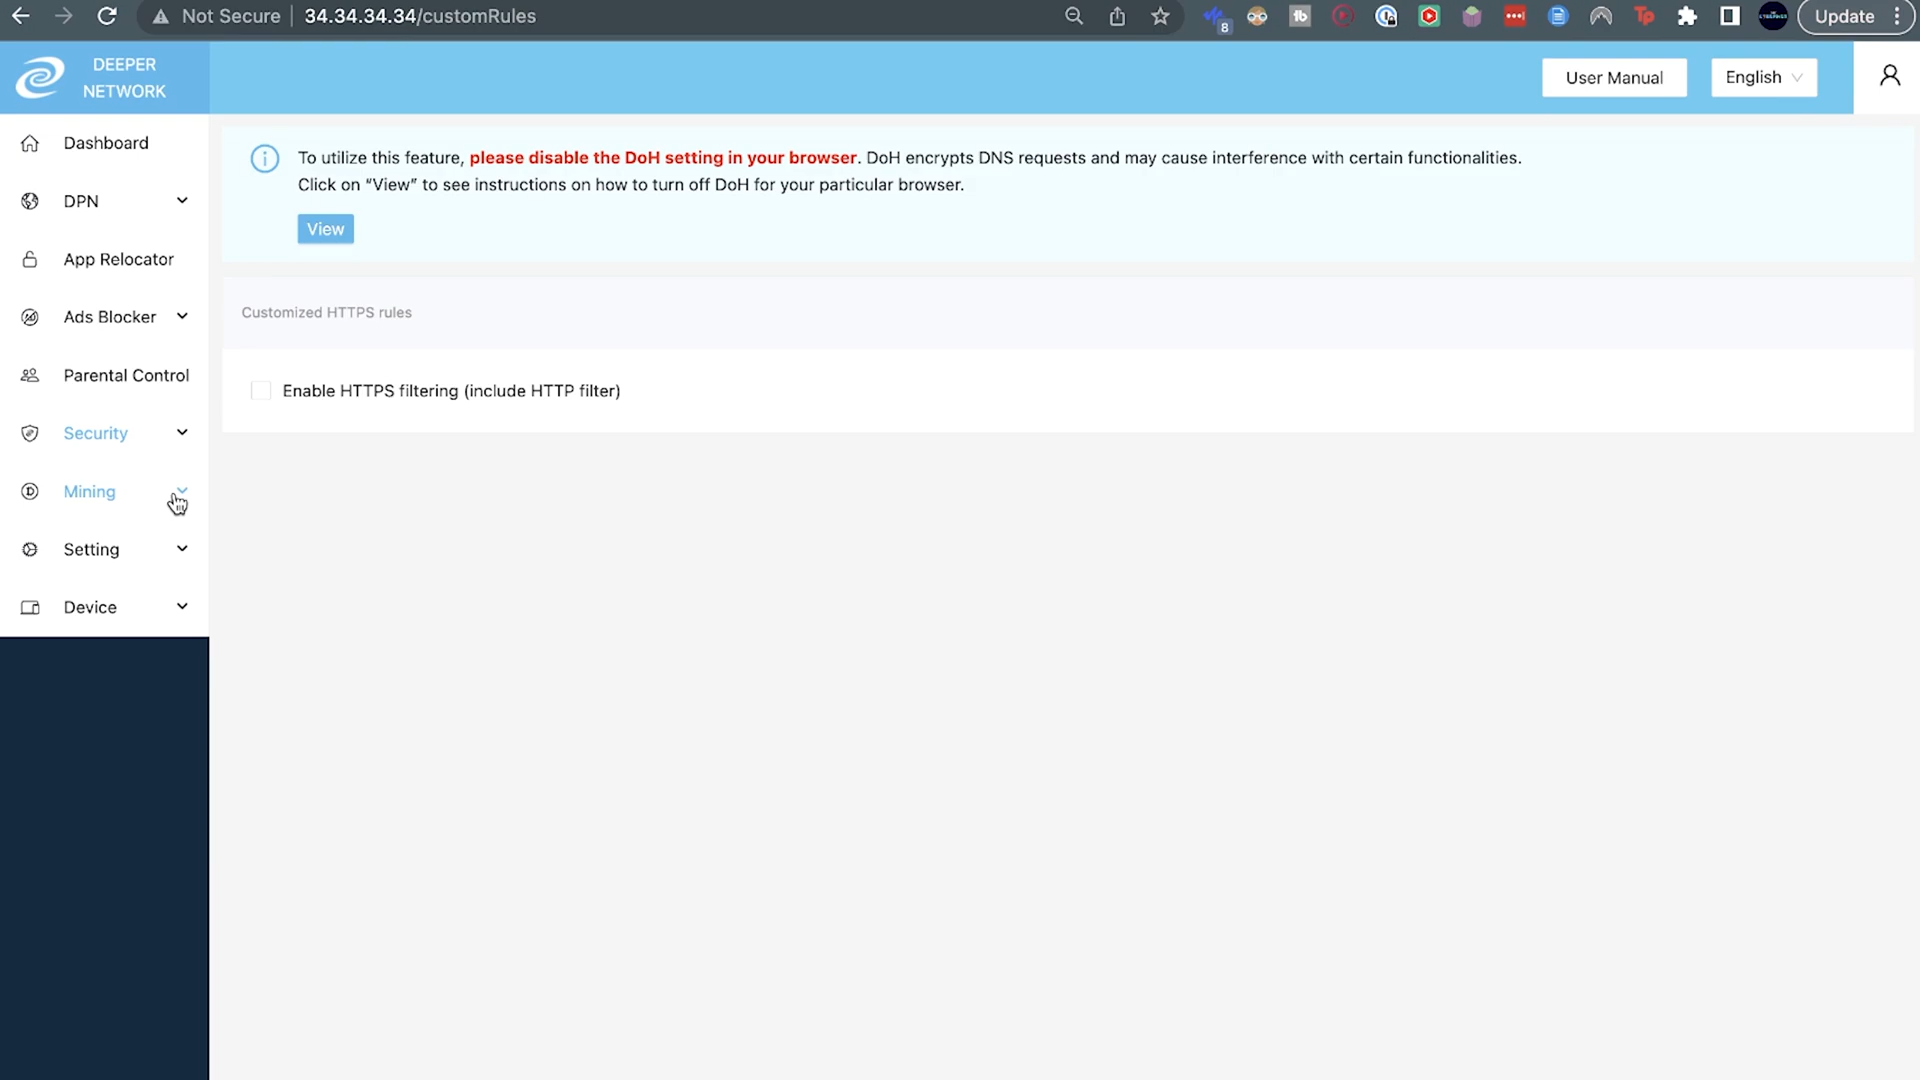 Not Secure | 34.34.34.34/customRules
8
tb
Tp
Update
DEEPER
NETWORK
User Manual
English
Dashboard
DPN
App Relocator
Ads Blocker
Parental Control
Security
Mining
Setting
Device
To utilize this feature, please disable the DoH setting in your browser. DoH encrypts DNS requests and may cause interference with certain functionalities.
Click on “View” to see instructions on how to turn off DoH for your particular browser.
View
Customized HTTPS rules
Enable HTTPS filtering (include HTTP filter)